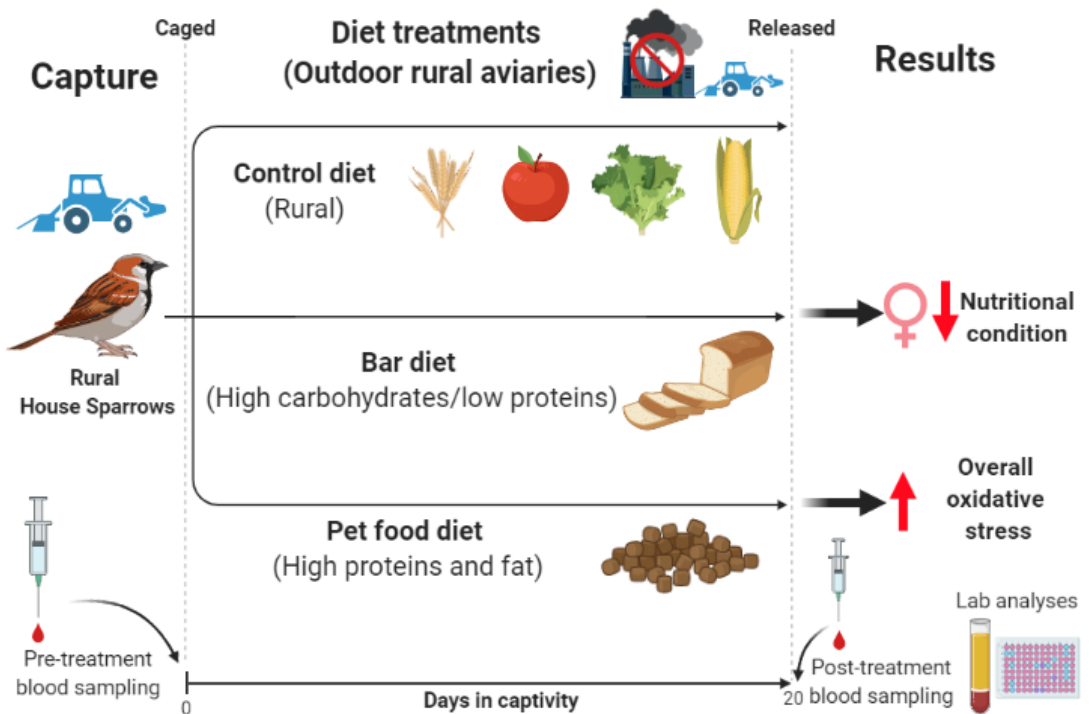 Capture
Caged
Diet treatments
(Outdoor rural aviaries)
Released
Results
Control diet
(Rural)
Rural
House Sparrows
Bar diet
(High carbohydrates/low proteins)
Nutritional
condition
Pet food diet
(High proteins and fat)
Overall
oxidative
stress
Pre-treatment
blood sampling
0
Days in captivity
20
Post-treatment
blood sampling
Lab analyses